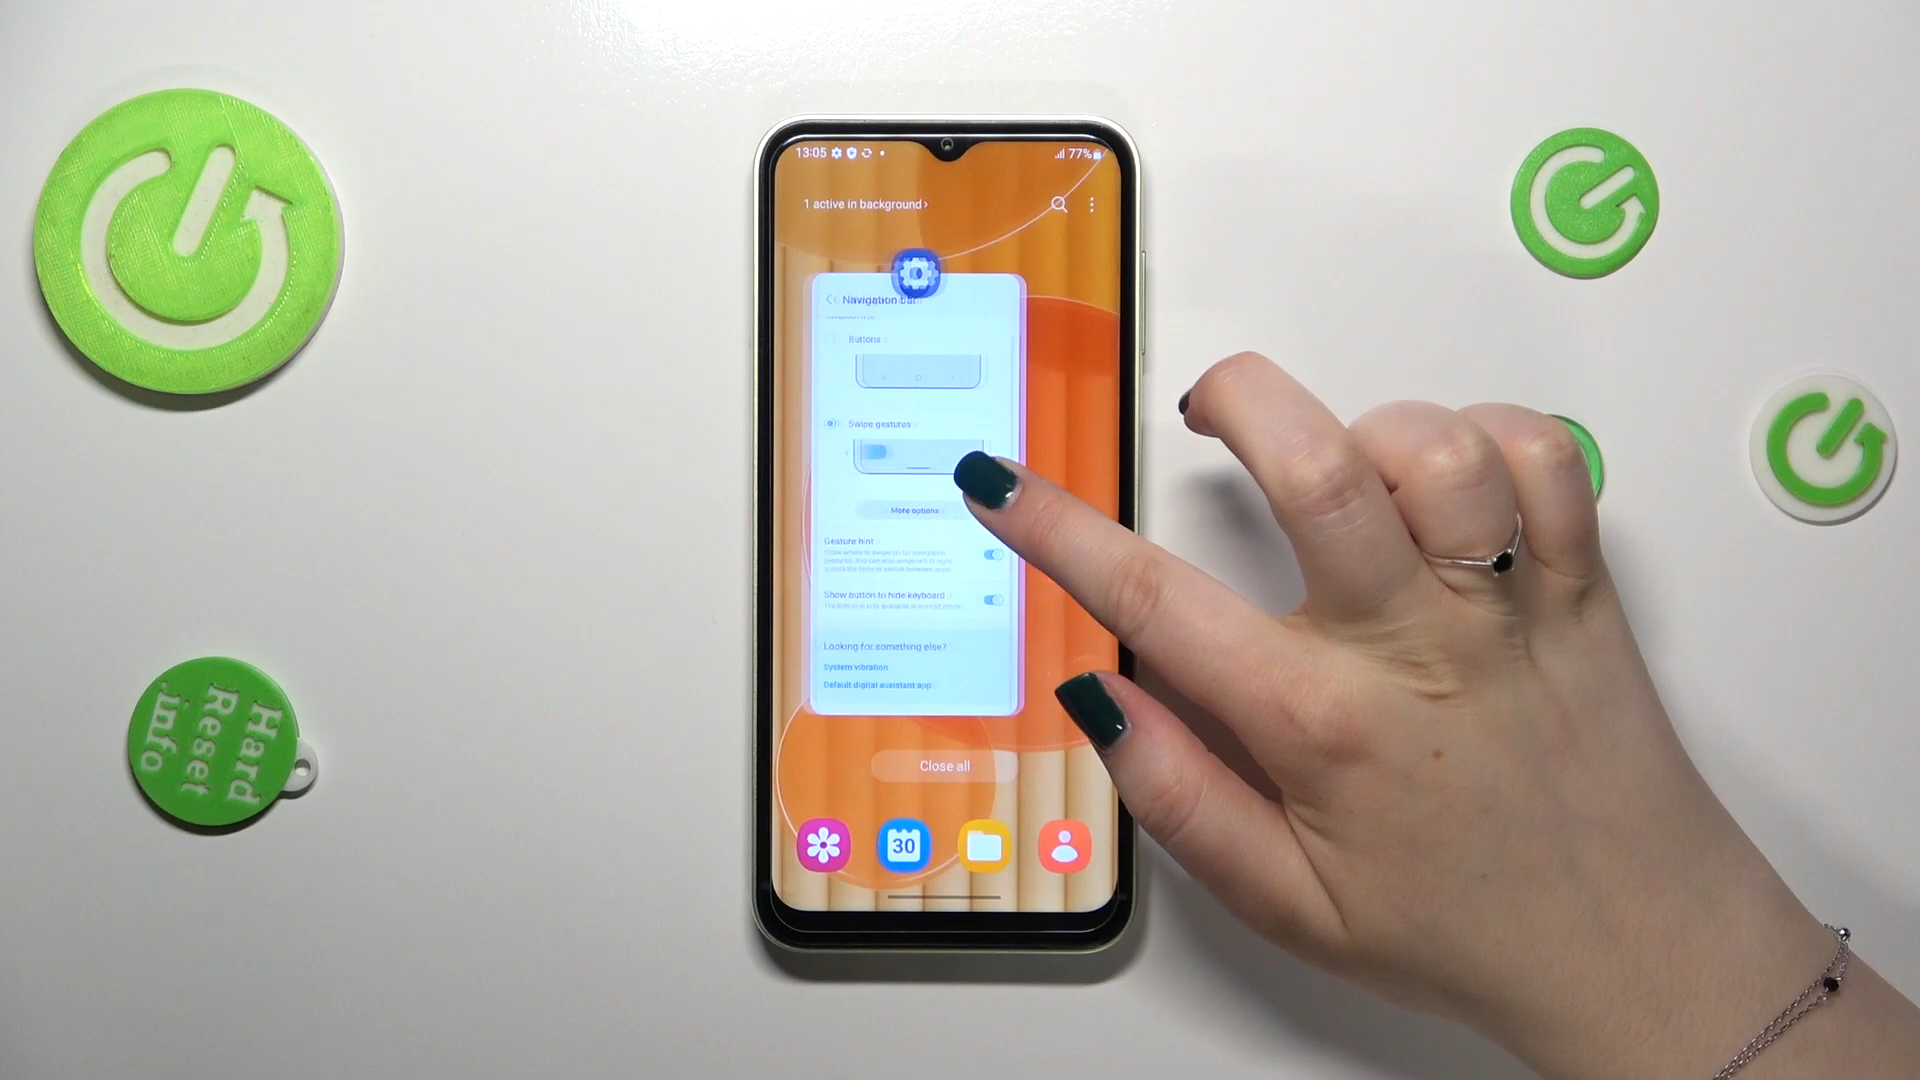 13:05
77%
1 active in background ›
Navigation bar
Buttons
Swipe gestures
More options
Gesture hint
Show button to hide keyboard
Looking for something else?
System vibration
Default digital assistant app
Close all
30
Hard
Reset
.info